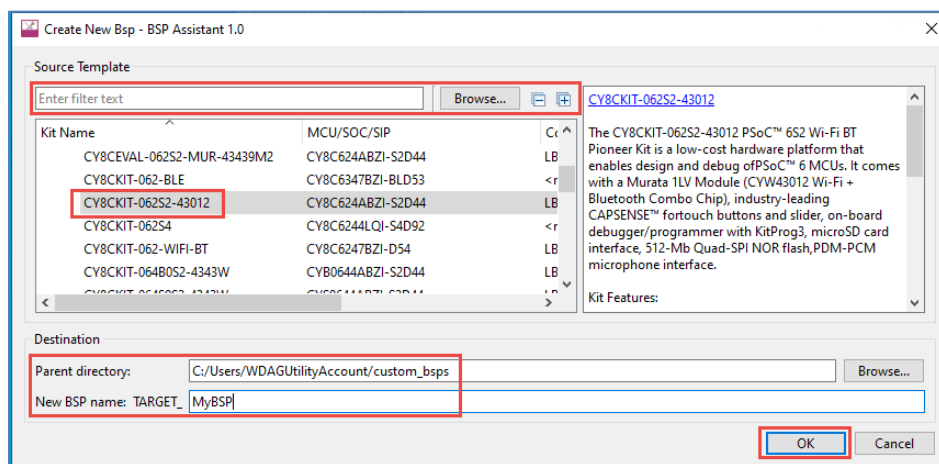 Create New Bsp - BSP Assistant 1.0
Source Template
Enter filter text
Browse...
Kit Name MCU/SOC/SIP
CY8CEVAL-062S2-MUR-43439M2 CY8C624ABZI-S2D44 LB
CY8CKIT-062-BLE CY8C6347BZI-BLD53 <r
CY8CKIT-062S2-43012 CY8C624ABZI-S2D44 LB
CY8CKIT-062S4 CY8C6244LQI-S4D92 <r
CY8CKIT-062-WIFI-BT CY8C6247BZI-D54 LB
CY8CKIT-064B0S2-4343W CYB0644ABZI-S2D44 LB
CY8CKIT-062S2-43012
The CY8CKIT-062S2-43012 PSoC™ 6S2 Wi-Fi BT
Pioneer Kit is a low-cost hardware platform that
enables design and debug ofPSoC™ 6 MCUs. It comes
with a Murata 1LV Module (CYW43012 Wi-Fi +
Bluetooth Combo Chip), industry-leading
CAPSENSE™ fortouch buttons and slider, on-board
debugger/programmer with KitProg3, microSD card
interface, 512-Mb Quad-SPI NOR flash,PDM-PCM
microphone interface.
Kit Features:
Destination
Parent directory: C:/Users/WDAGUtilityAccount/custom_bsps Browse...
New BSP name: TARGET_ MyBSP
OK Cancel